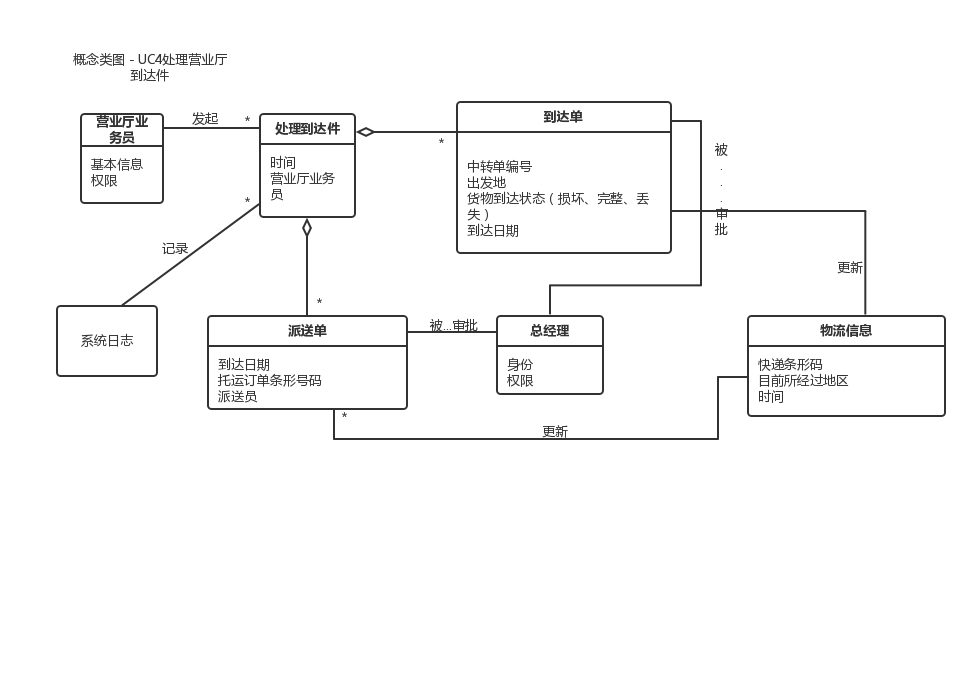 概念类图 - UC4处理营业厅
到达件
营业厅业
务员
基本信息
权限
发起
*
处理到达件
时间
营业厅业务
员
*
到达单
中转单编号
出发地
货物到达状态（损坏、完整、丢
失）
到达日期
被
.
.
.
审
批
*
记录
更新
系统日志
*
派送单
到达日期
托运订单条形号码
派送员
被...审批
总经理
身份
权限
物流信息
快递条形码
目前所经过地区
时间
*
更新